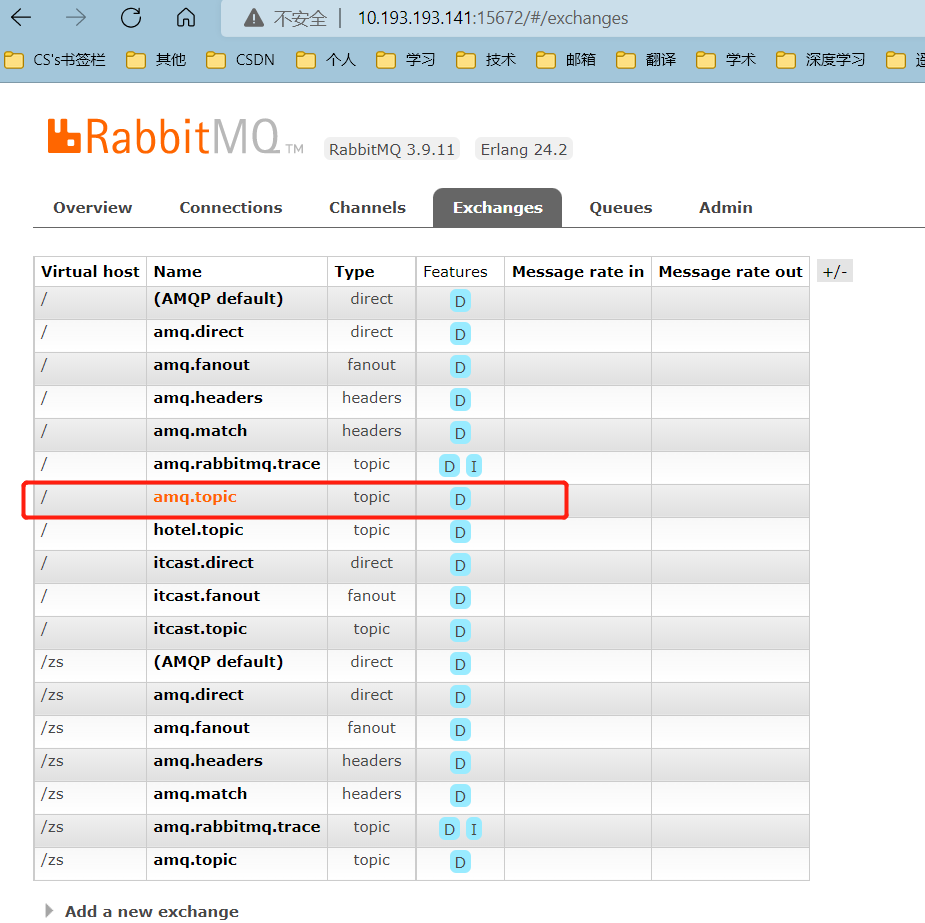 不安全 10.193.193.141:15672/#/exchanges
CS's书签栏 其他 CSDN 个人 学习 技术 邮箱 翻译 学术 深度学习
RabbitMQ TM RabbitMQ 3.9.11 Erlang 24.2
Overview Connections Channels Exchanges Queues Admin
Virtual host Name Type Features Message rate in Message rate out +/-
/ (AMQP default) direct D
/ amq.direct direct D
/ amq.fanout fanout D
/ amq.headers headers D
/ amq.match headers D
/ amq.rabbitmq.trace topic D I
/ amq.topic topic D
/ hotel.topic topic D
/ itcast.direct direct D
/ itcast.fanout fanout D
/ itcast.topic topic D
/zs (AMQP default) direct D
/zs amq.direct direct D
/zs amq.fanout fanout D
/zs amq.headers headers D
/zs amq.match headers D
/zs amq.rabbitmq.trace topic D I
/zs amq.topic topic D
Add a new exchange